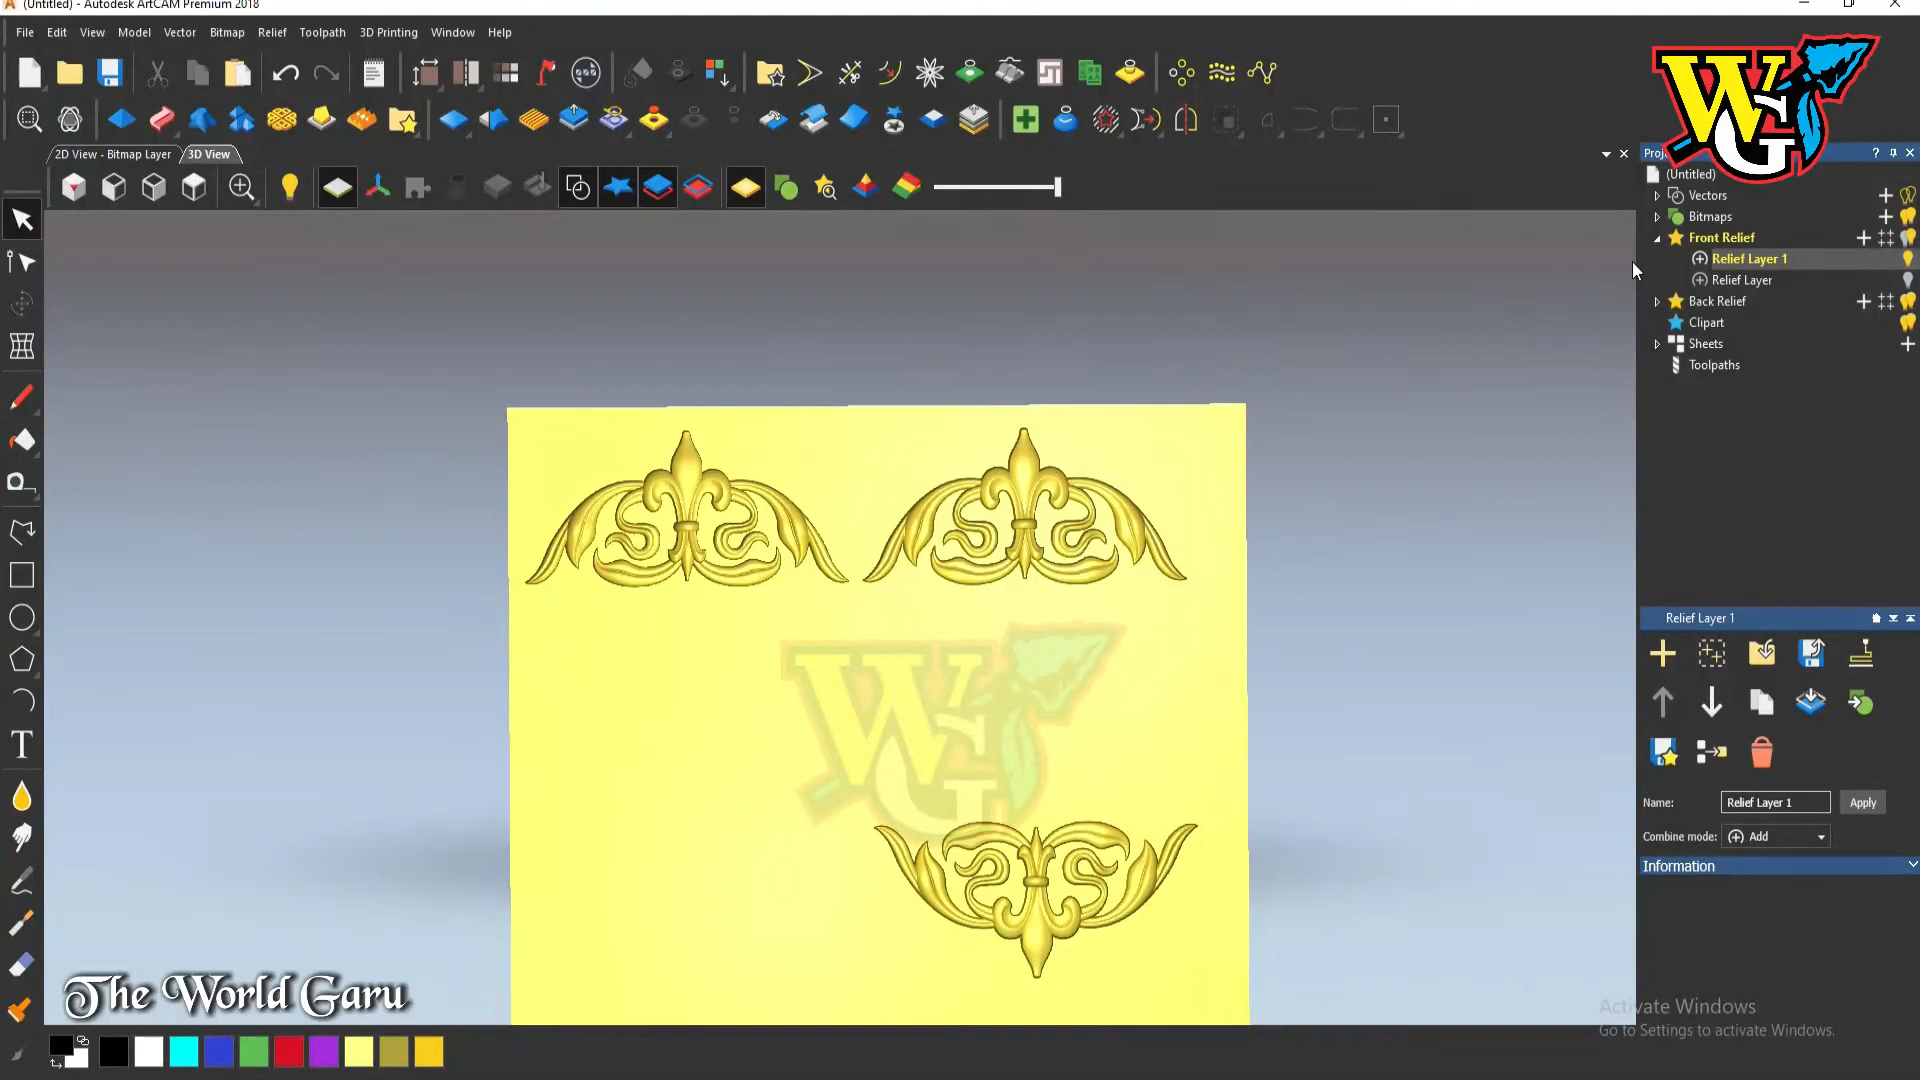 (Untitled) - Autodesk ArtCAM Premium 2018
File Edit View Model Vector Bitmap Relief Toolpath 3D Printing Window Help
WG
2D View - Bitmap Layer 3D View
(Untitled)
Vectors
Bitmaps
Front Relief
Relief Layer 1
Relief Layer
Back Relief
Clipart
Sheets
Toolpaths
T
WG
Relief Layer 1
Name: Relief Layer 1 Apply
Combine mode: Add
Information
The World Garu
Activate Windows
Go to Settings to activate Windows.